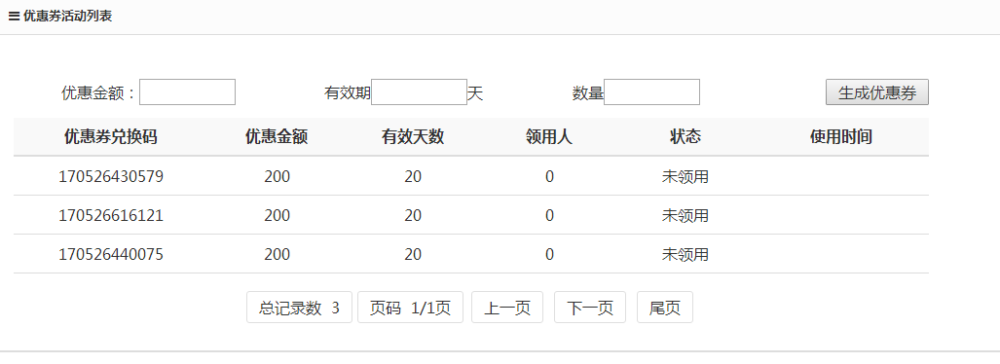 ≡ 优惠券活动列表
优惠金额： 有效期 天 数量 生成优惠券
优惠券兑换码 优惠金额 有效天数 领用人 状态 使用时间
170526430579 200 20 0 未领用
170526616121 200 20 0 未领用
170526440075 200 20 0 未领用
总记录数 3 页码 1/1页 上一页 下一页 尾页